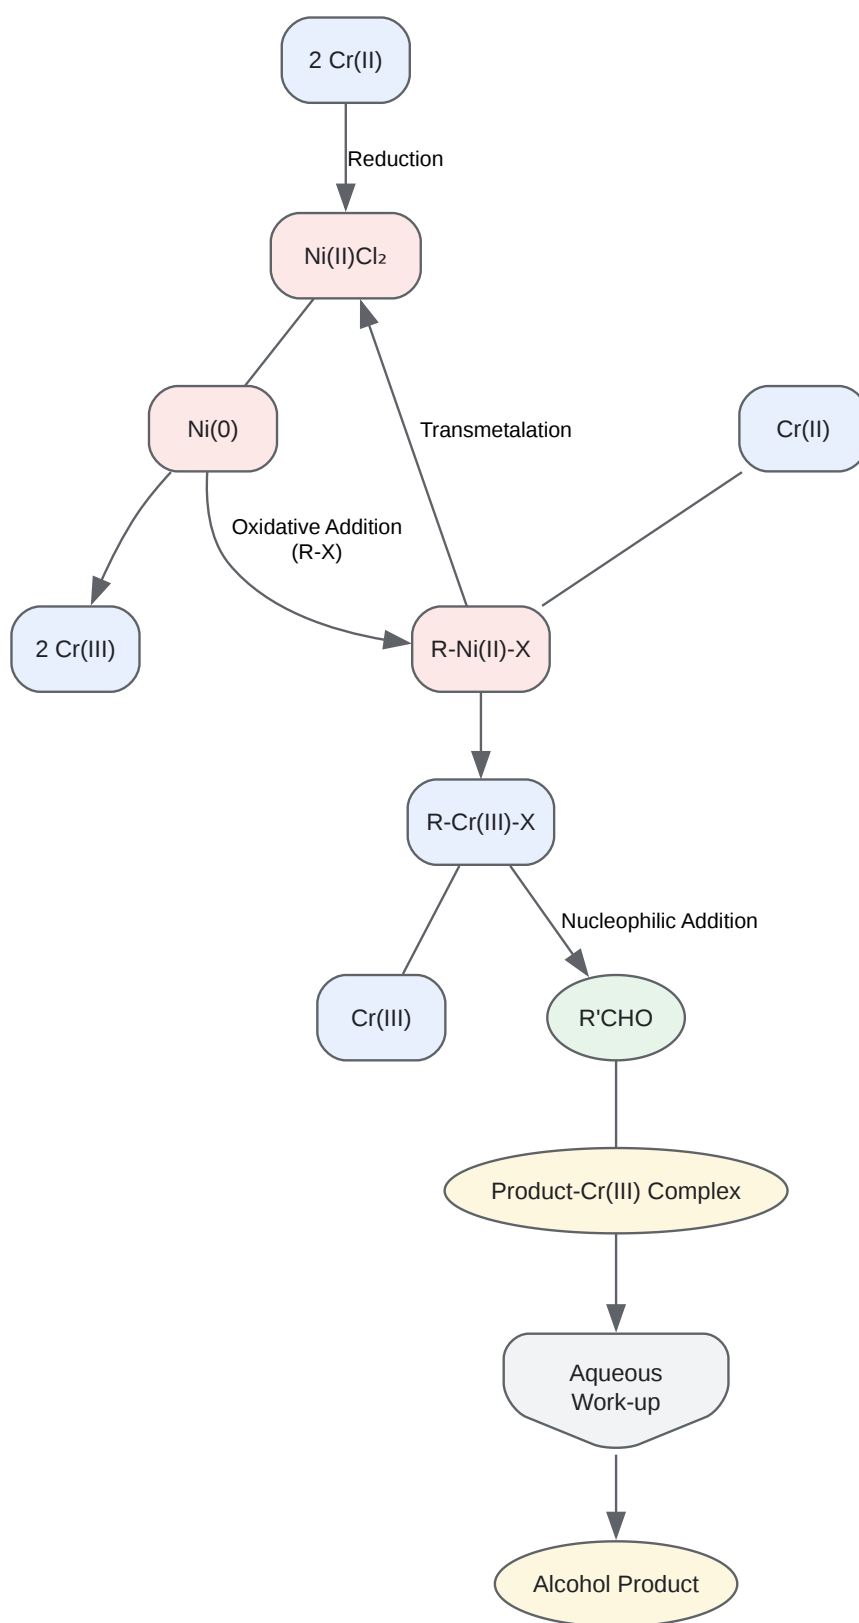 2 Cr(II)
Reduction
Ni(II)Cl₂
Ni(0)
Transmetalation
Cr(II)
Oxidative Addition
(R-X)
2 Cr(III)
R-Ni(II)-X
R-Cr(III)-X
Nucleophilic Addition
Cr(III)
R'CHO
Product-Cr(III) Complex
Aqueous
Work-up
Alcohol Product